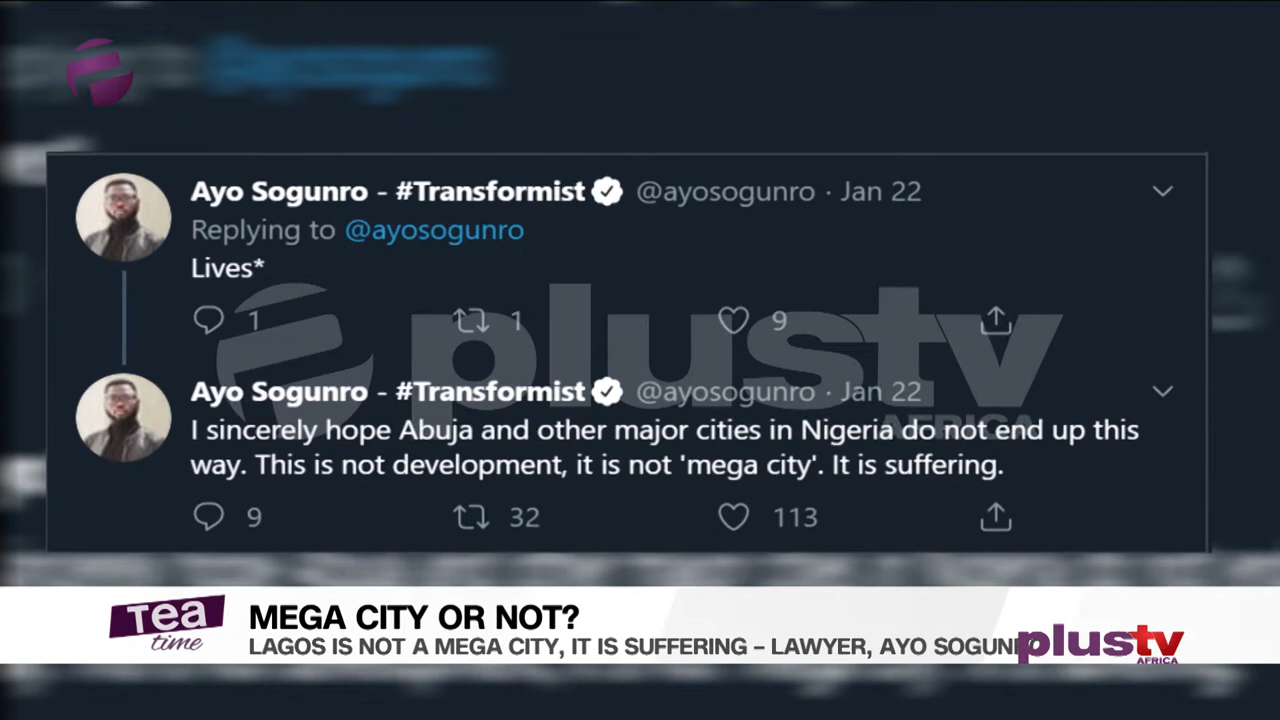 Ayo Sogunro - #Transformist @ayosogunro · Jan 22
Replying to @ayosogunro
Lives*
1 1 9
plustv
AFRICA
Ayo Sogunro - #Transformist @ayosogunro · Jan 22
I sincerely hope Abuja and other major cities in Nigeria do not end up this
way. This is not development, it is not 'mega city'. It is suffering.
9 32 113
Tea
time
MEGA CITY OR NOT?
LAGOS IS NOT A MEGA CITY, IT IS SUFFERING – LAWYER, AYO
plustv
AFRICA